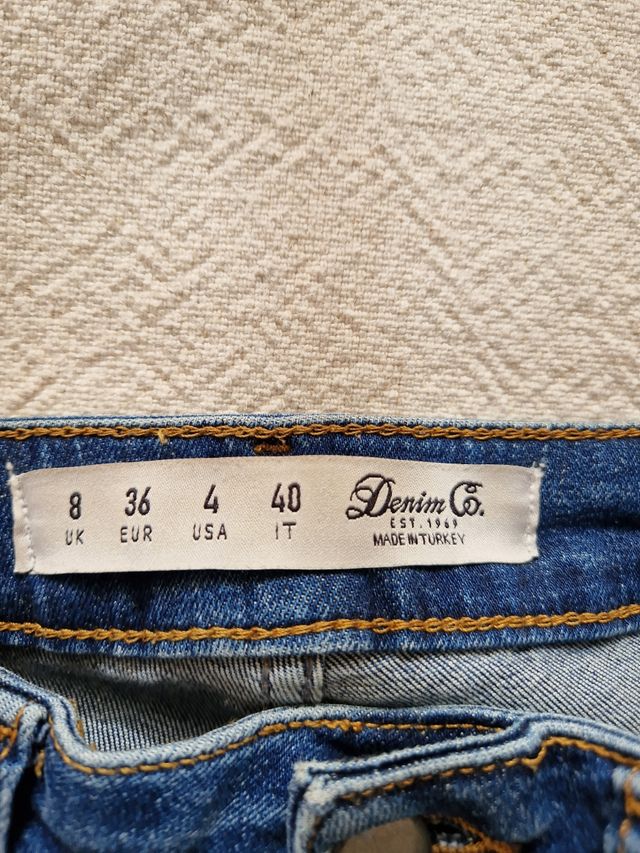 8 36 4 40 Denim Co.
UK EUR USA IT EST. 1969
MADE IN TURKEY